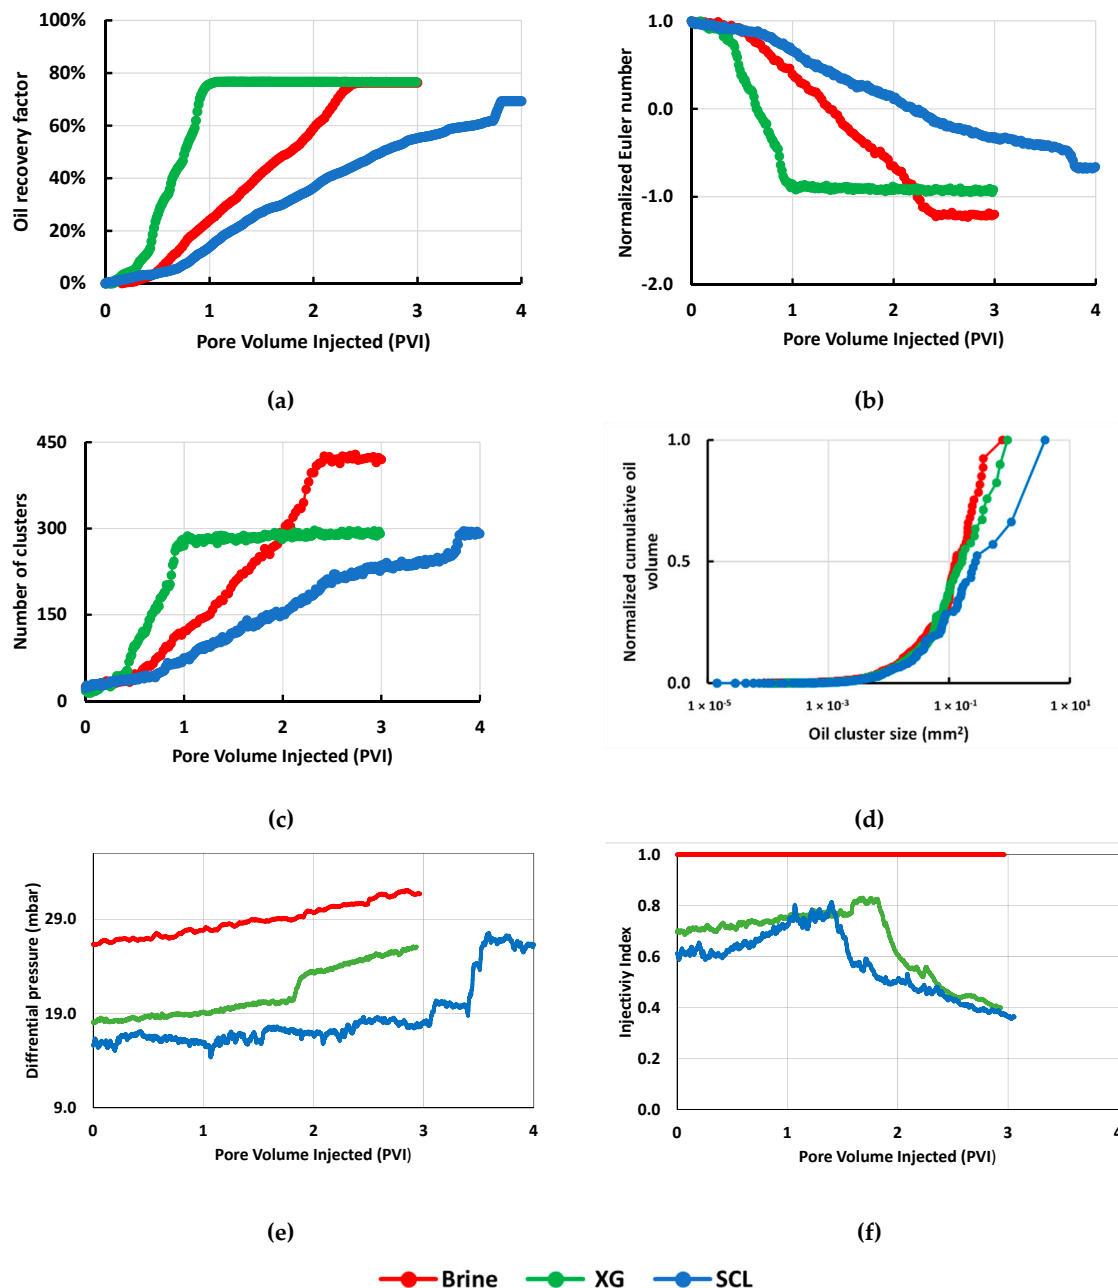 100%
80%
60%
40%
20%
0%
Oil recovery factor
0 1 2 3 4
Pore Volume Injected (PVI)
(a)
1.0
0.0
-1.0
-2.0
Normalized Euler number
0 1 2 3 4
Pore Volume Injected (PVI)
(b)
450
300
150
0
Number of clusters
0 1 2 3 4
Pore Volume Injected (PVI)
(c)
1.0
0.5
0.0
Normalized cumulative oil
volume
1 × 10-5 1 × 10-3 1 × 10-1 1 × 101
Oil cluster size (mm2)
(d)
29.0
19.0
9.0
Diffrential pressure (mbar)
0 1 2 3 4
Pore Volume Injected (PVI)
(e)
1.0
0.8
0.6
0.4
0.2
0.0
Injectiviy Index
0 1 2 3 4
Pore Volume Injected (PVI)
(f)
Brine XG SCL